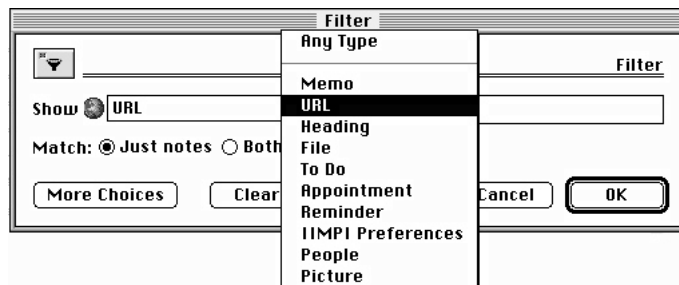 Filter
Any Type
Filter
Memo
Show URL
URL
Heading
Match: Just notes Both
File
To Do
More Choices Clear Appointment Cancel OK
Reminder
IIMPI Preferences
People
Picture